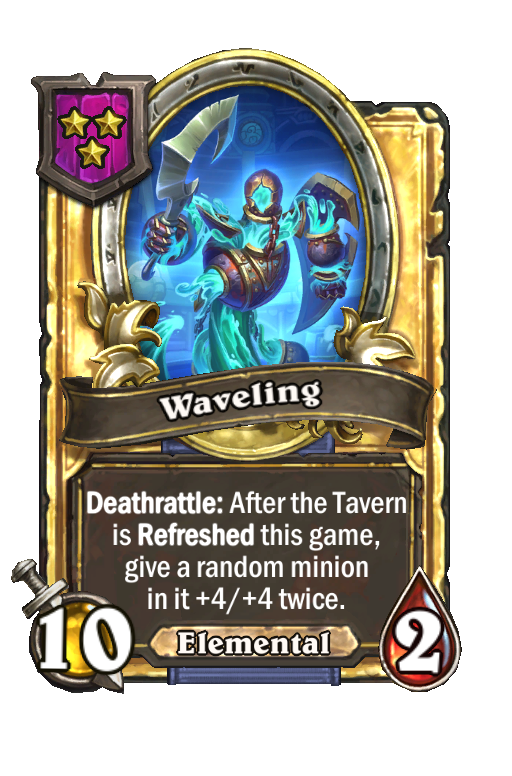 Waveling
Deathrattle: After the Tavern
is Refreshed this game,
give a random minion
in it +4/+4 twice.
10
Elemental
2